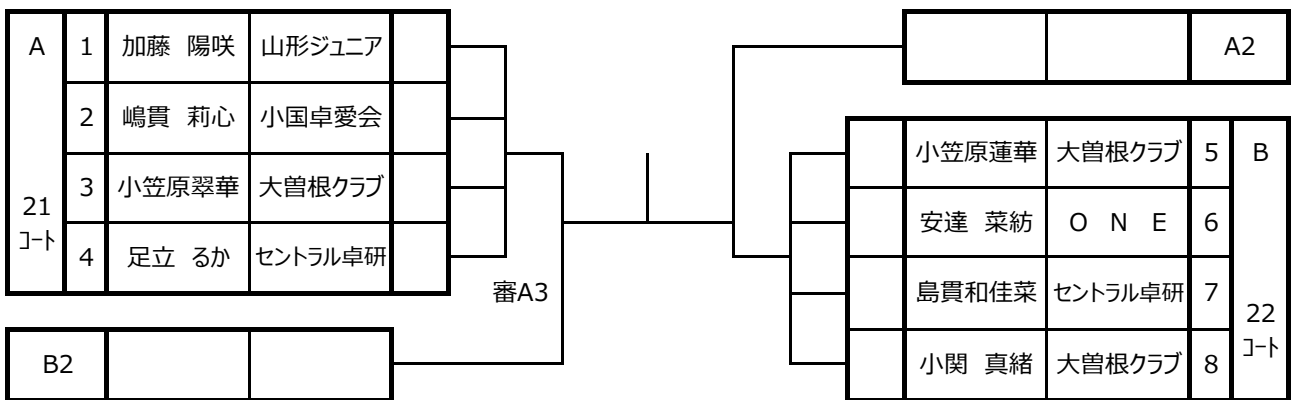 A 1 加藤 陽咲 山形ジュニア
2 嶋貫 莉心 小国卓愛会
3 小笠原翠華 大曽根クラブ
21
コート
4 足立 るか セントラル卓研
審A3
B2
A2
小笠原蓮華 大曽根クラブ 5 B
安達 菜紡 O N E 6
島貫和佳菜 セントラル卓研 7
22
コート
小関 真緒 大曽根クラブ 8